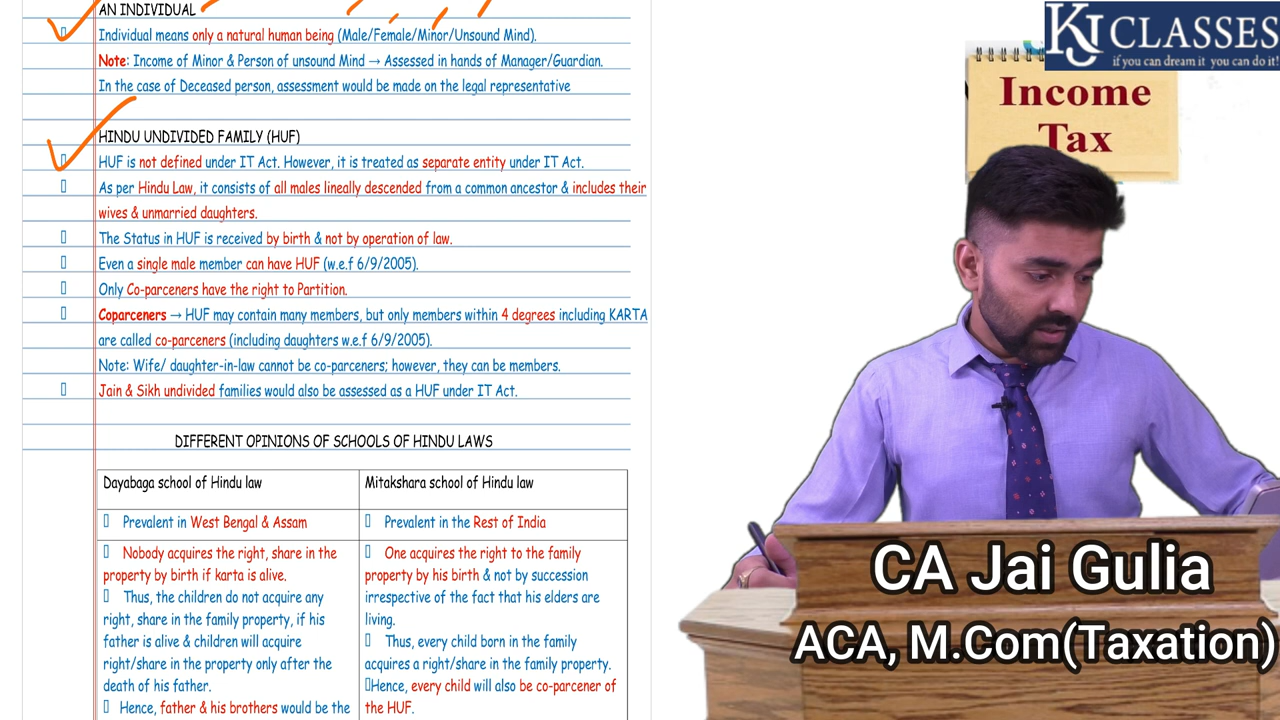 AN INDIVIDUAL
Individual means only a natural human being (Male/Female/Minor/Unsound Mind).
Note: Income of Minor & Person of unsound Mind → Assessed in hands of Manager/Guardian.
In the case of Deceased person, assessment would be made on the legal representative
HINDU UNDIVIDED FAMILY (HUF)
HUF is not defined under IT Act. However, it is treated as separate entity under IT Act.
As per Hindu Law, it consists of all males lineally descended from a common ancestor & includes their
wives & unmarried daughters.
The Status in HUF is received by birth & not by operation of law.
Even a single male member can have HUF (w.e.f 6/9/2005).
Only Co-parceners have the right to Partition.
Coparceners → HUF may contain many members, but only members within 4 degrees including KARTA
are called co-parceners (including daughters w.e.f 6/9/2005).
Note: Wife/ daughter-in-law cannot be co-parceners; however, they can be members.
Jain & Sikh undivided families would also be assessed as a HUF under IT Act.
DIFFERENT OPINIONS OF SCHOOLS OF HINDU LAWS
Dayabaga school of Hindu law
Prevalent in West Bengal & Assam
Nobody acquires the right, share in the
property by birth if karta is alive.
Thus, the children do not acquire any
right, share in the family property, if his
father is alive & children will acquire
right/share in the property only after the
death of his father.
Hence, father & his brothers would be the
Mitakshara school of Hindu law
Prevalent in the Rest of India
One acquires the right to the family
property by his birth & not by succession
irrespective of the fact that his elders are
living.
Thus, every child born in the family
acquires a right/share in the family property.
Hence, every child will also be co-parcener of
the HUF.
KJ CLASSES
if you can dream it you can do it!
Income
Tax
CA Jai Gulia
ACA, M.Com(Taxation)